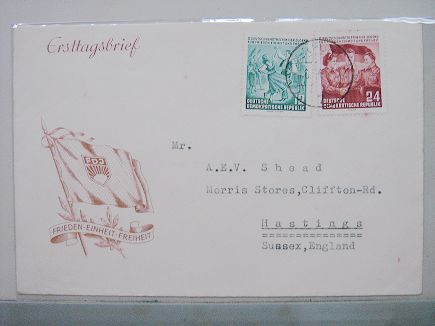 Ersttagsbrief
12
DEUTSCHE
DEMOKRATISCHE REPUBLIK
24
DEUTSCHE
DEMOKRATISCHE REPUBLIK
FDJ
FRIEDEN·EINHEIT·FREIHEIT
Mr.
A.E.V. Shead
Morris Stores,Cliffton-Rd.
Hastings
Sussex,England